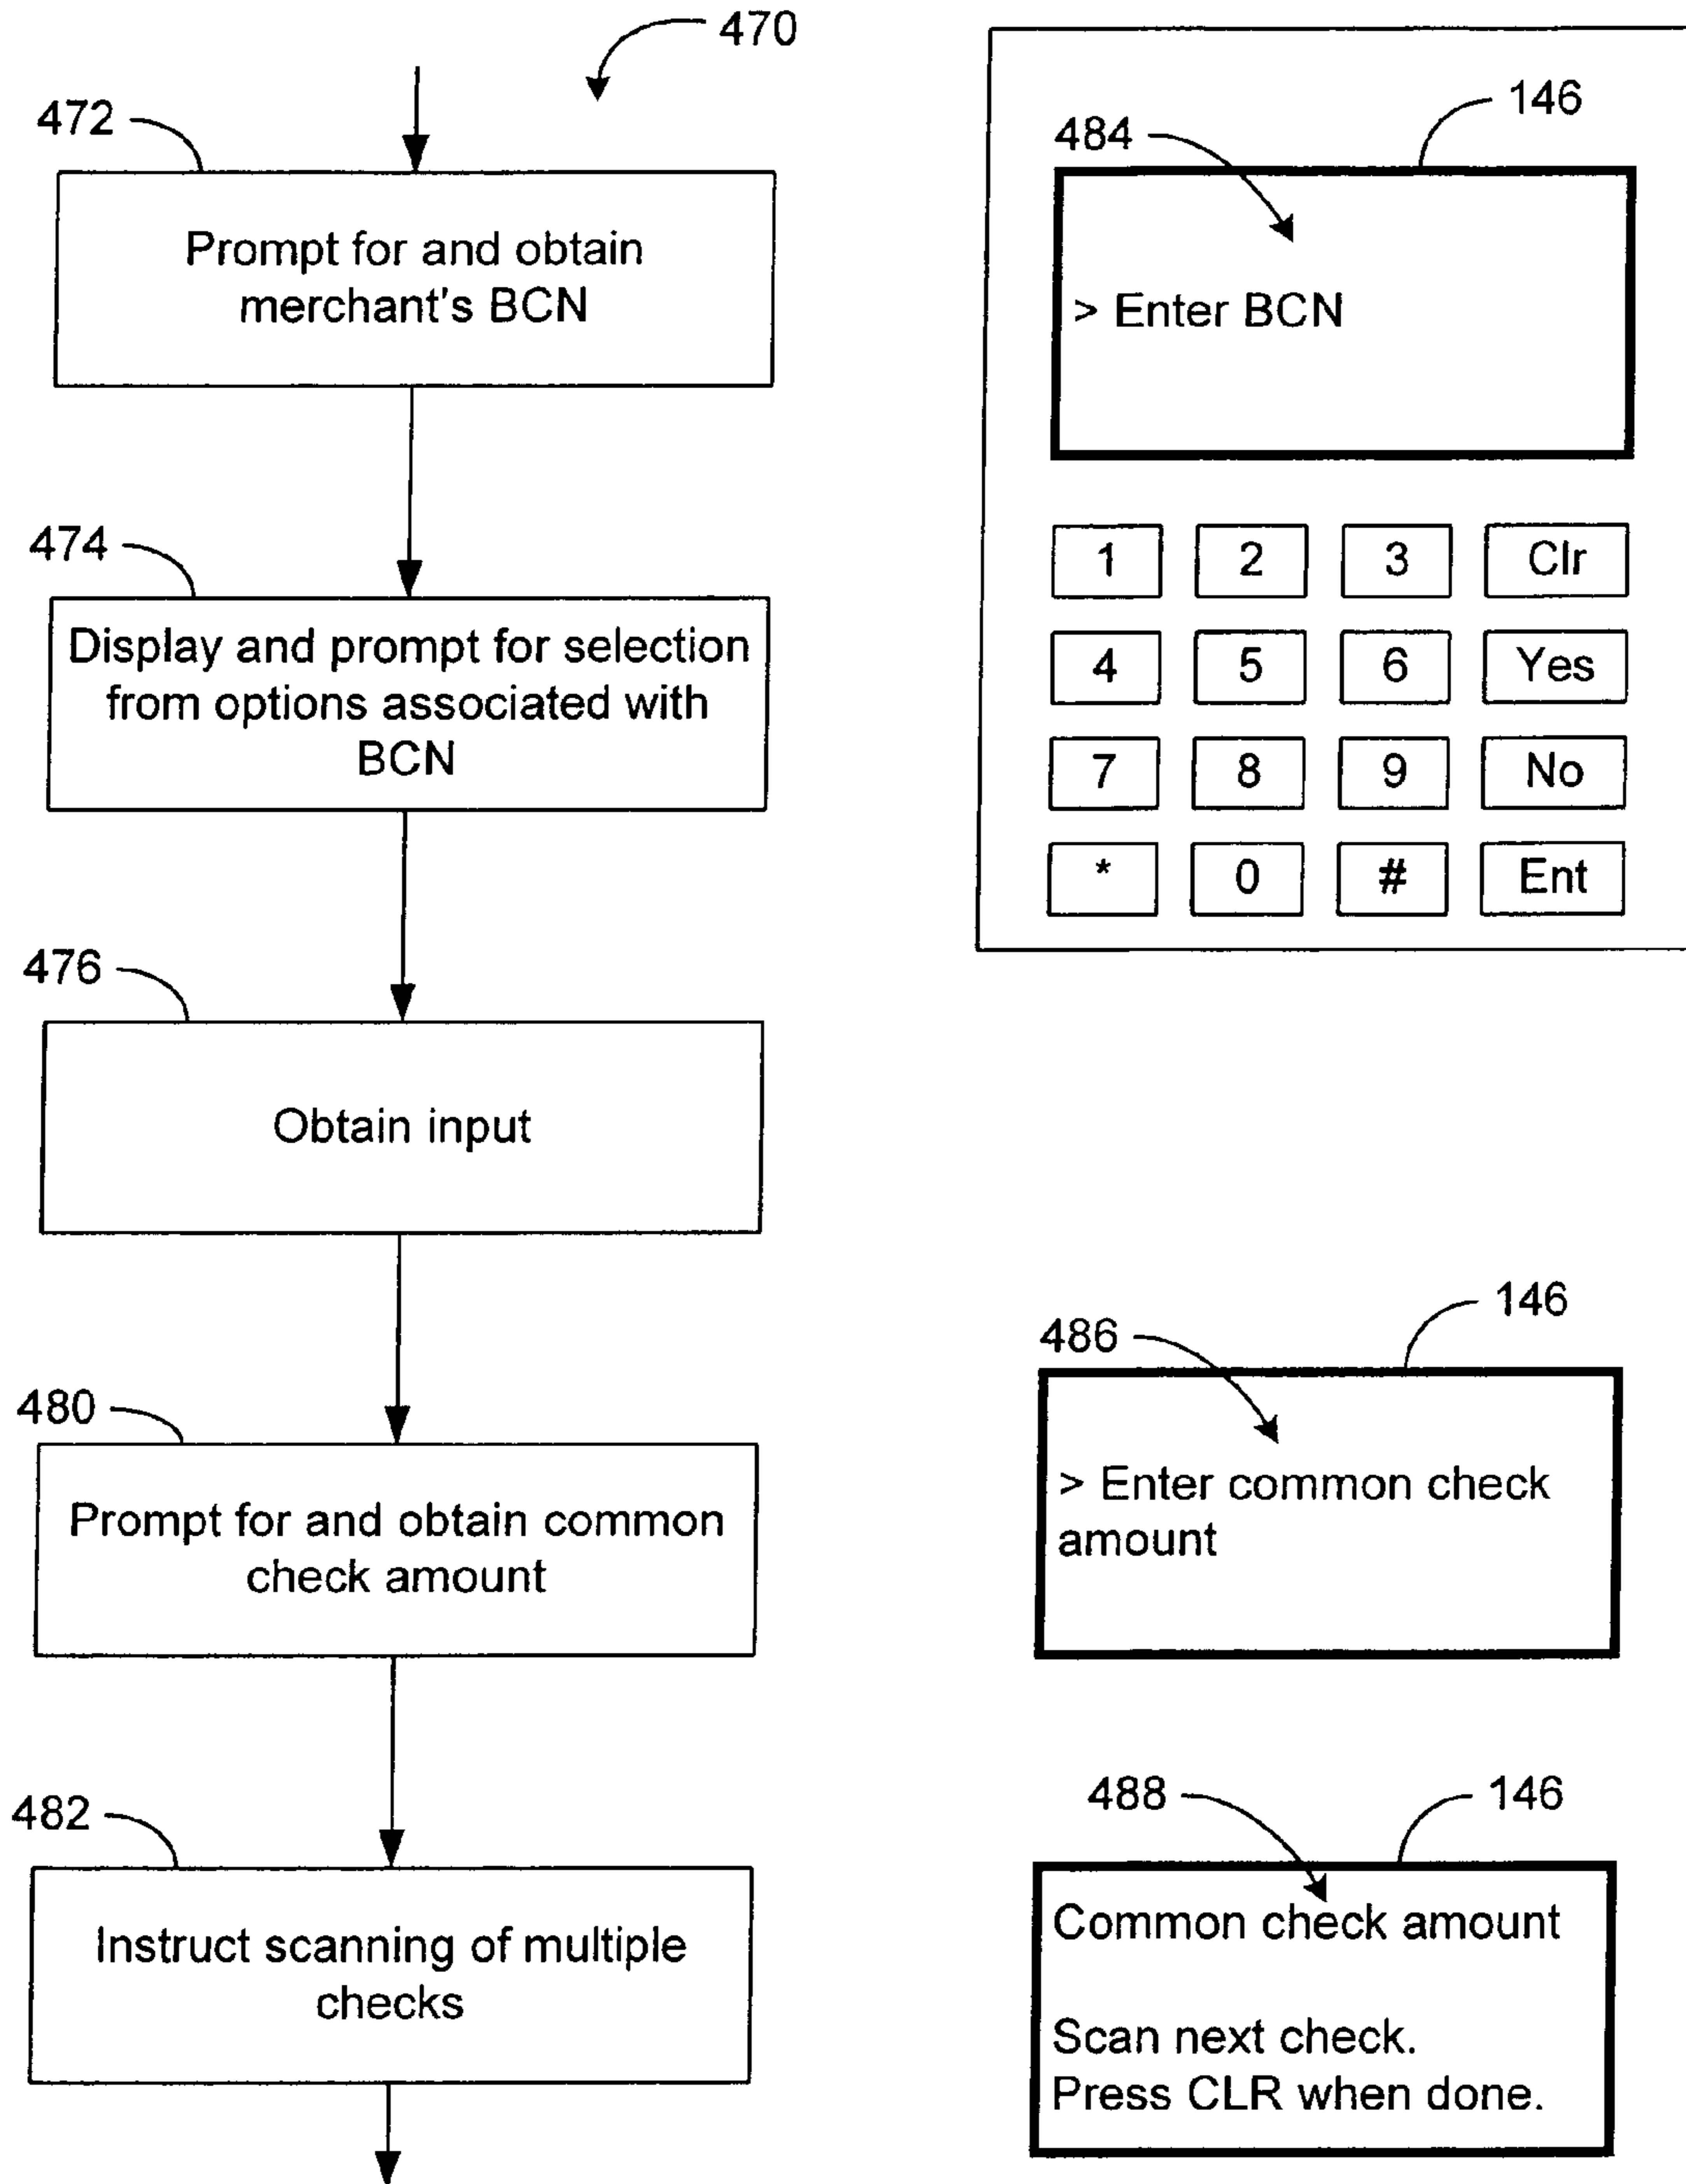 470
472
Prompt for and obtain
merchant's BCN
474
Display and prompt for selection
from options associated with
BCN
476
Obtain input
480
Prompt for and obtain common
check amount
482
Instruct scanning of multiple
checks
146
484
> Enter BCN
1 2 3 Clr
4 5 6 Yes
7 8 9 No
* 0 # Ent
146
486
> Enter common check
amount
488
146
Common check amount
Scan next check.
Press CLR when done.